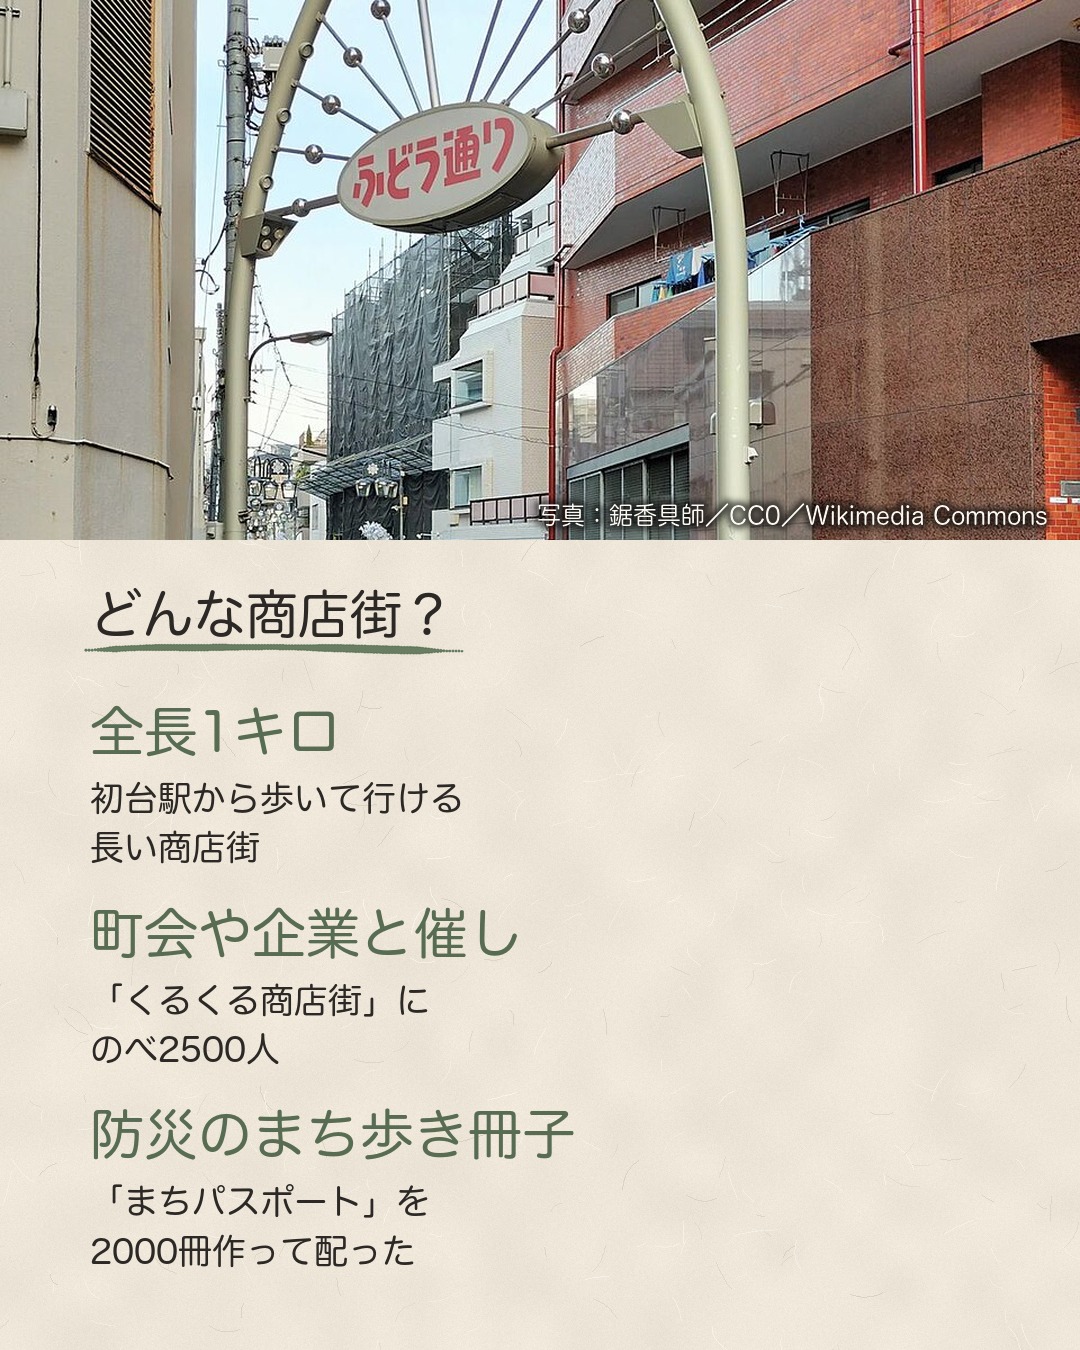 ふどう通り
写真：鋸香具師／CC0／Wikimedia Commons
どんな商店街？
全長1キロ
初台駅から歩いて行ける
長い商店街
町会や企業と催し
「くるくる商店街」に
のべ2500人
防災のまち歩き冊子
「まちパスポート」を
2000冊作って配った